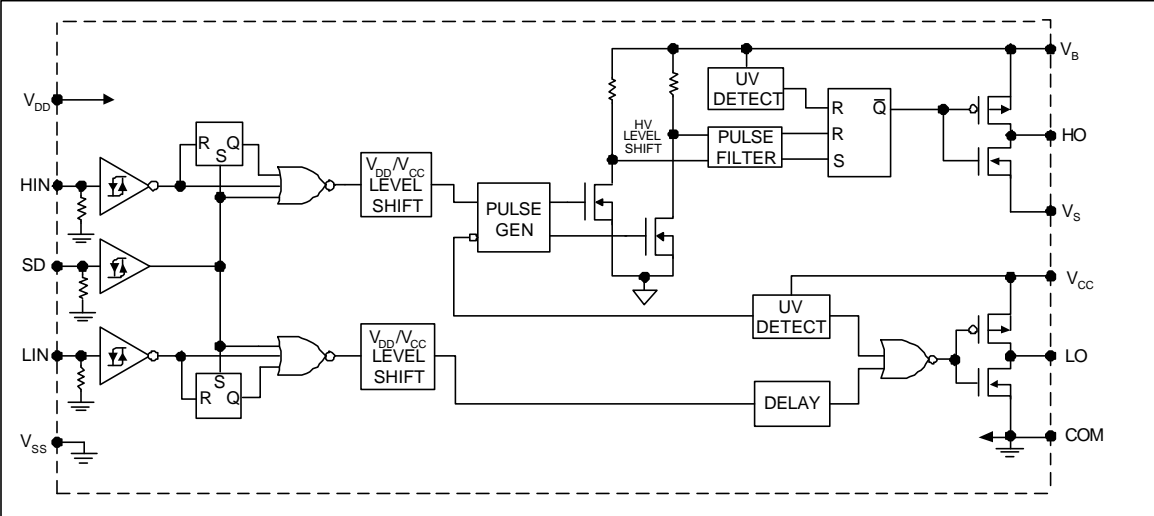 V_DD
HIN
SD
LIN
V_SS
R Q
S
S
R Q
V_DD/V_CC
LEVEL
SHIFT
V_DD/V_CC
LEVEL
SHIFT
PULSE
GEN
HV
LEVEL
SHIFT
UV
DETECT
PULSE
FILTER
R Q̅
R
S
UV
DETECT
DELAY
V_B
HO
V_S
V_CC
LO
COM